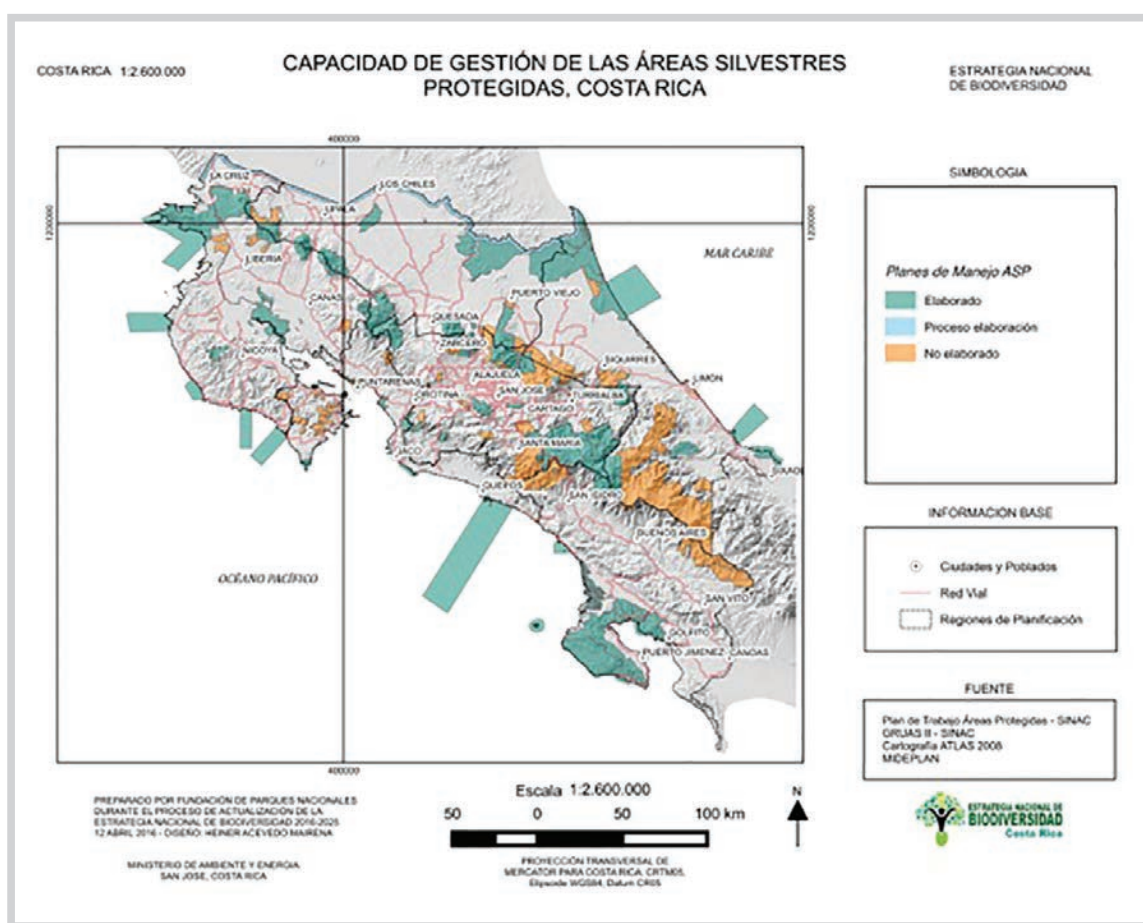 COSTA RICA 1:2.600.000
CAPACIDAD DE GESTIÓN DE LAS ÁREAS SILVESTRES
PROTEGIDAS, COSTA RICA
ESTRATEGIA NACIONAL
DE BIODIVERSIDAD
400000
1200000
1200000
LA CRUZ
LOS CHILES
UPALA
LIBERIA
MAR CARIBE
CAÑAS
PUERTO VIEJO
QUESADA
ZARCERO
NICOYA
SIQUIRRES
ALAJUELA
LIMÓN
PUNTARENAS
SAN JOSE
TURRIALBA
OROTINA
CARTAGO
JACO
SANTA MARIA
QUEPOS
SAN ISIDRO
BUENOS AIRES
OCÉANO PACÍFICO
SAN VITO
GOLFITO
PUERTO JIMENEZ
CANOAS
400000
SIMBOLOGIA
Planes de Manejo ASP
Elaborado
Proceso elaboración
No elaborado
INFORMACION BASE
Ciudades y Poblados
Red Vial
Regiones de Planificación
FUENTE
Plan de Trabajo Áreas Protegidas - SINAC
GRUAS II - SINAC
Cartografía ATLAS 2008
MIDEPLAN
PREPARADO POR FUNDACIÓN DE PARQUES NACIONALES
DURANTE EL PROCESO DE ACTUALIZACIÓN DE LA
ESTRATEGIA NACIONAL DE BIODIVERSIDAD 2016-2025
12 ABRIL 2016 - DISEÑO: HEINER ACEVEDO MAIRENA
MINISTERIO DE AMBIENTE Y ENERGIA
SAN JOSE, COSTA RICA
Escala 1:2.600.000
50 0 50 100 km
N
PROYECCIÓN TRANSVERSAL DE
MERCATOR PARA COSTA RICA, CRTM05,
Elipsoide WGS84, Datum CR05
ESTRATEGIA NACIONAL DE
BIODIVERSIDAD
Costa Rica